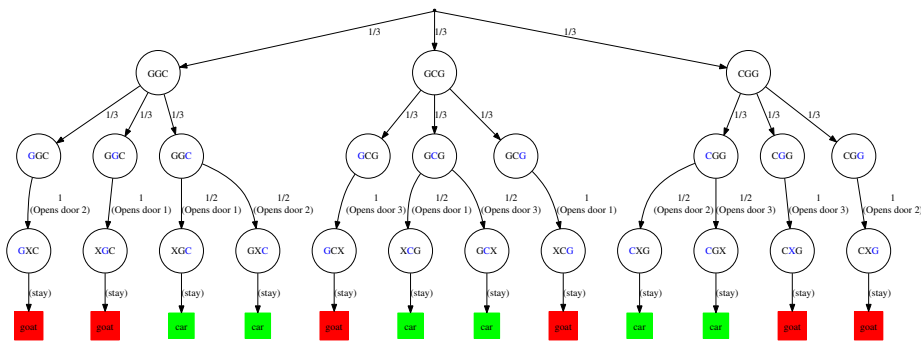 1/3 1/3 1/3
GGC GCG CGG
1/3 1/3 1/3 1/3 1/3 1/3 1/3 1/3 1/3
GGC GGC GGC GCG GCG GCG CGG CGG CGG
1 1 1/2 1/2 1 1/2 1/2 1 1/2 1/2 1 1
(Opens door 2) (Opens door 1) (Opens door 1) (Opens door 2) (Opens door 3) (Opens door 1) (Opens door 3) (Opens door 1) (Opens door 2) (Opens door 3) (Opens door 3) (Opens door 2)
GXC XGC XGC GXC GCX XCG GCX XCG CXG CGX CXG CXG
(stay) (stay) (stay) (stay) (stay) (stay) (stay) (stay) (stay) (stay) (stay) (stay)
goat goat car car goat car car goat car car goat goat